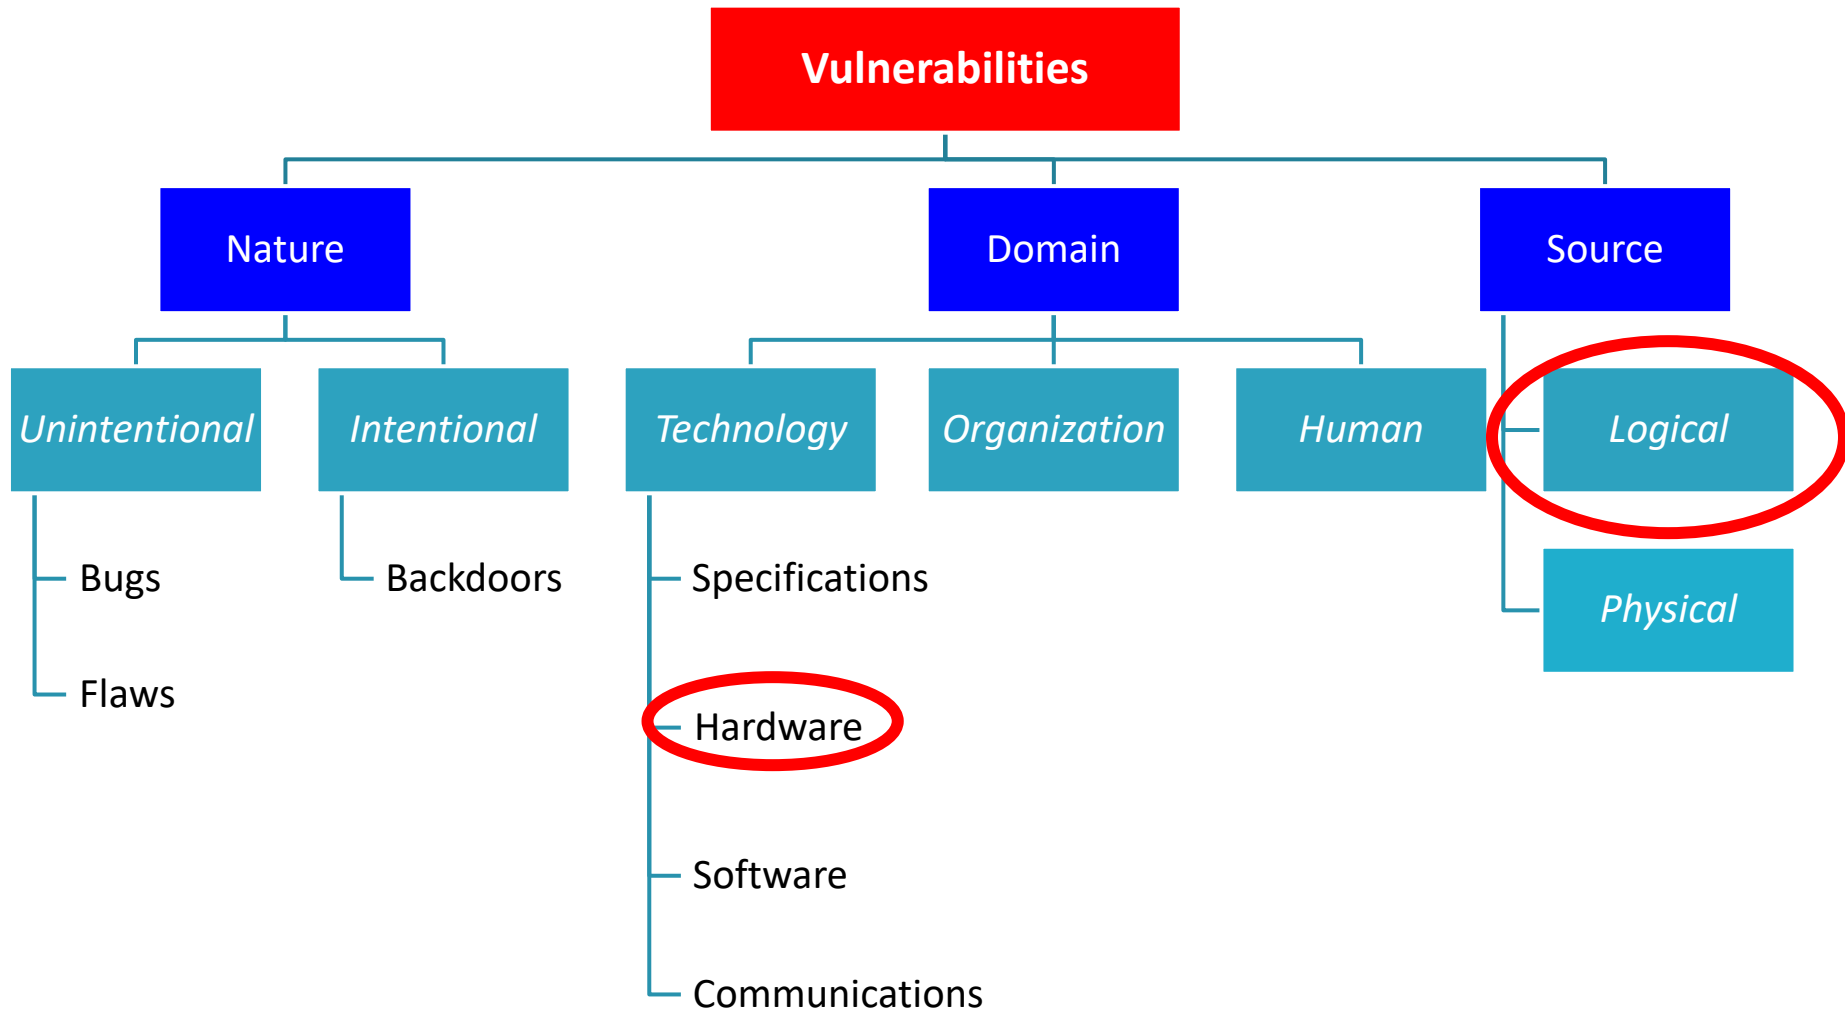 Vulnerabilities
Nature
Domain
Source
Unintentional
Intentional
Technology
Organization
Human
Logical
Bugs
Backdoors
Specifications
Physical
Flaws
Hardware
Software
Communications